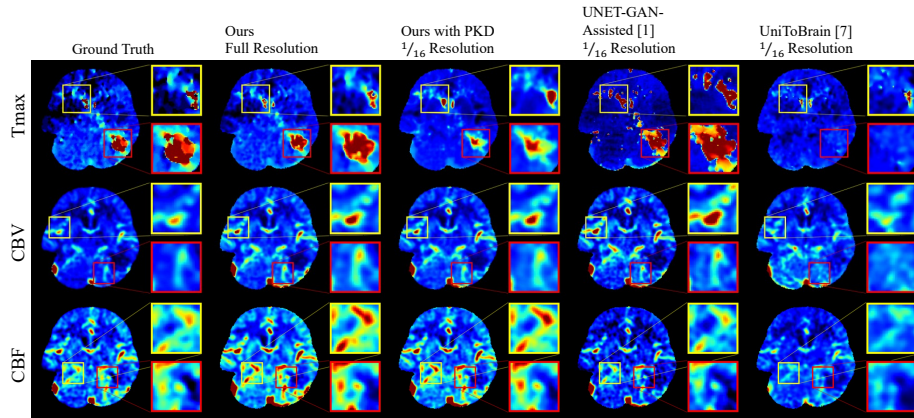 Ground Truth
Ours
Full Resolution
Ours with PKD
1/16 Resolution
UNET-GAN-
Assisted [1]
1/16 Resolution
UniToBrain [7]
1/16 Resolution
Tmax
CBV
CBF